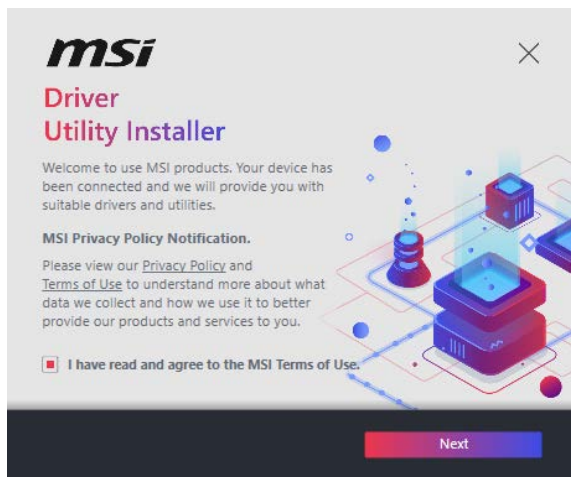 msi
Driver
Utility Installer
Welcome to use MSI products. Your device has
been connected and we will provide you with
suitable drivers and utilities.
MSI Privacy Policy Notification.
Please view our Privacy Policy and
Terms of Use to understand more about what
data we collect and how we use it to better
provide our products and services to you.
I have read and agree to the MSI Terms of Use.
Next